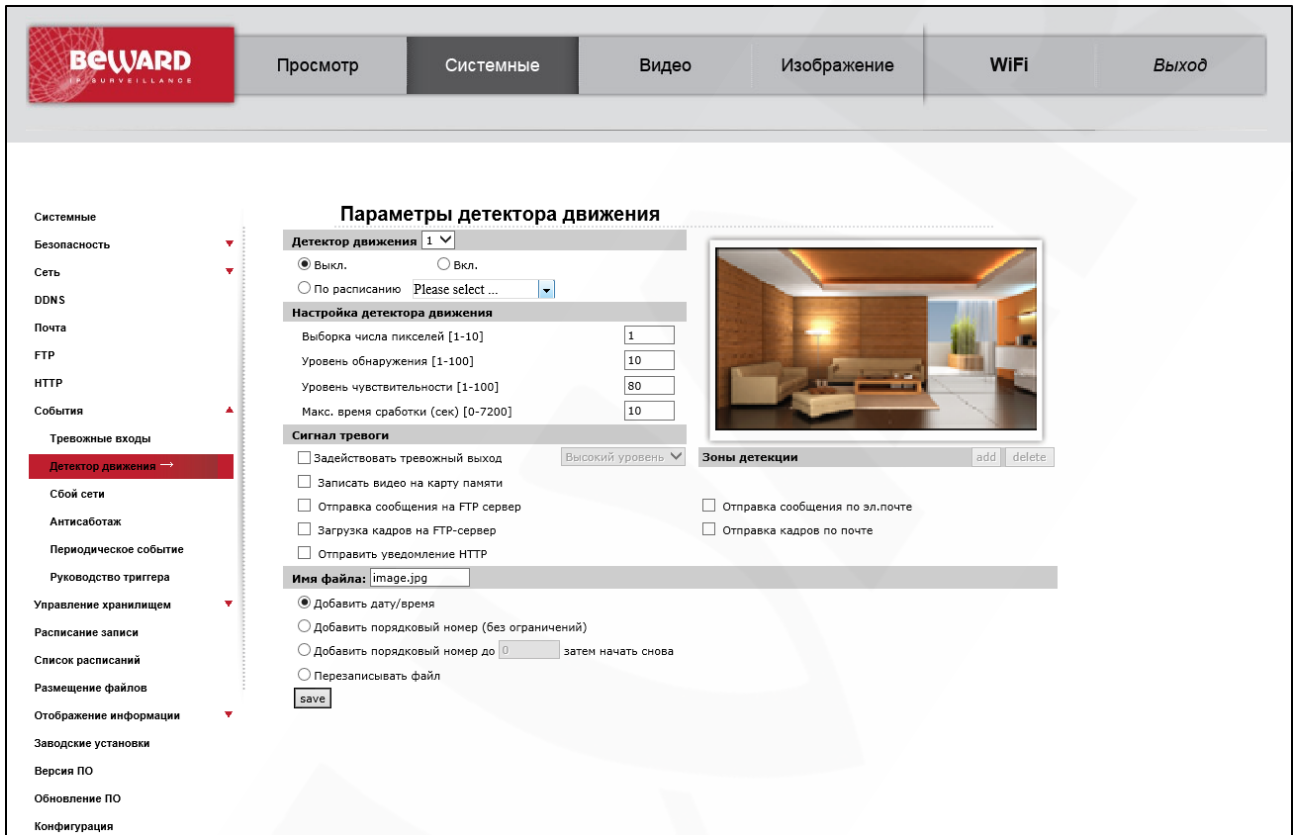 BEWARD
IP SURVEILLANCE
Просмотр
Системные
Видео
Изображение
WiFi
Выход
Системные
Безопасность
Сеть
DDNS
Почта
FTP
HTTP
События
Тревожные входы
Детектор движения →
Сбой сети
Антисаботаж
Периодическое событие
Руководство триггера
Управление хранилищем
Расписание записи
Список расписаний
Размещение файлов
Отображение информации
Заводские установки
Версия ПО
Обновление ПО
Конфигурация
Параметры детектора движения
Детектор движения 1
Выкл. Вкл.
По расписанию Please select ...
Настройка детектора движения
Выборка числа пикселей [1-10] 1
Уровень обнаружения [1-100] 10
Уровень чувствительности [1-100] 80
Макс. время сработки (сек) [0-7200] 10
Сигнал тревоги
Задействовать тревожный выход Высокий уровень
Зоны детекции add delete
Записать видео на карту памяти
Отправка сообщения на FTP сервер Отправка сообщения по эл.почте
Загрузка кадров на FTP-сервер Отправка кадров по почте
Отправить уведомление HTTP
Имя файла: image.jpg
Добавить дату/время
Добавить порядковый номер (без ограничений)
Добавить порядковый номер до 0 затем начать снова
Перезаписывать файл
save